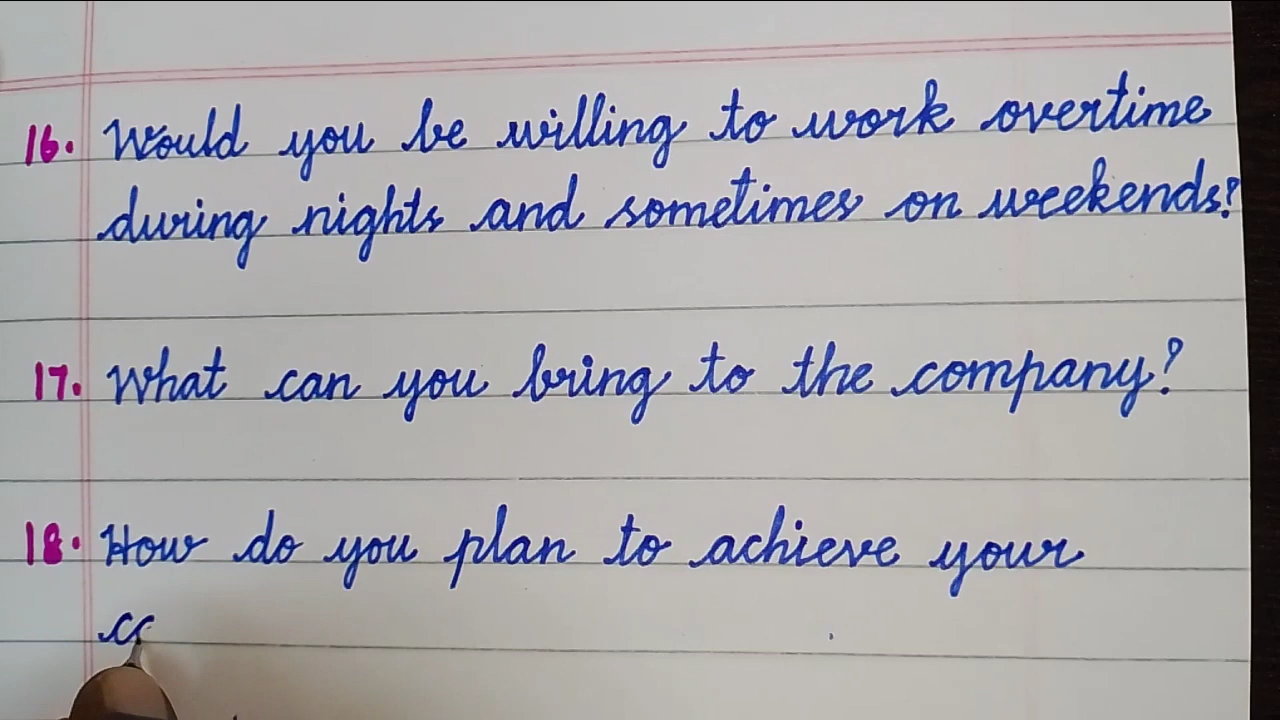 16. Would you be willing to work overtime
during nights and sometimes on weekends?
17. What can you bring to the company?
18. How do you plan to achieve your